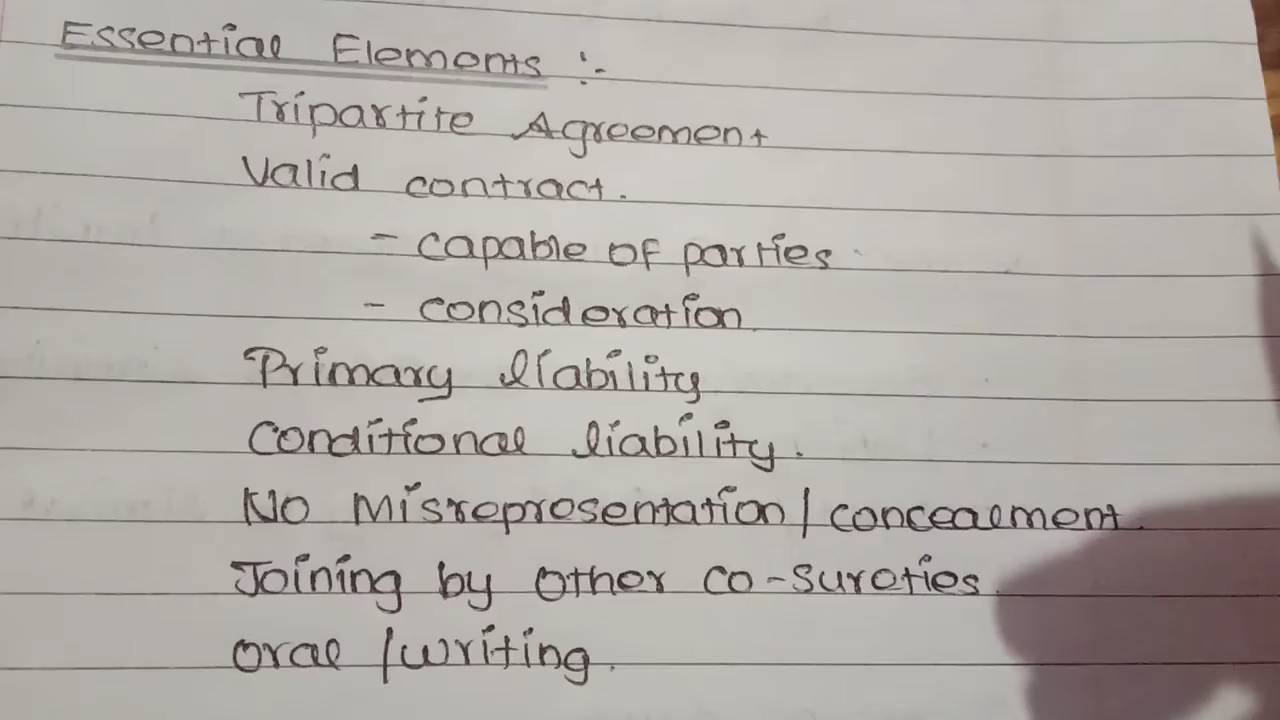 Essential Elements :-
Tripartite Agreement
Valid contract.
- capable of parties
- consideration
Primary liability
Conditional liability.
No Misrepresentation / concealment.
Joining by other co-sureties.
Oral / writing.